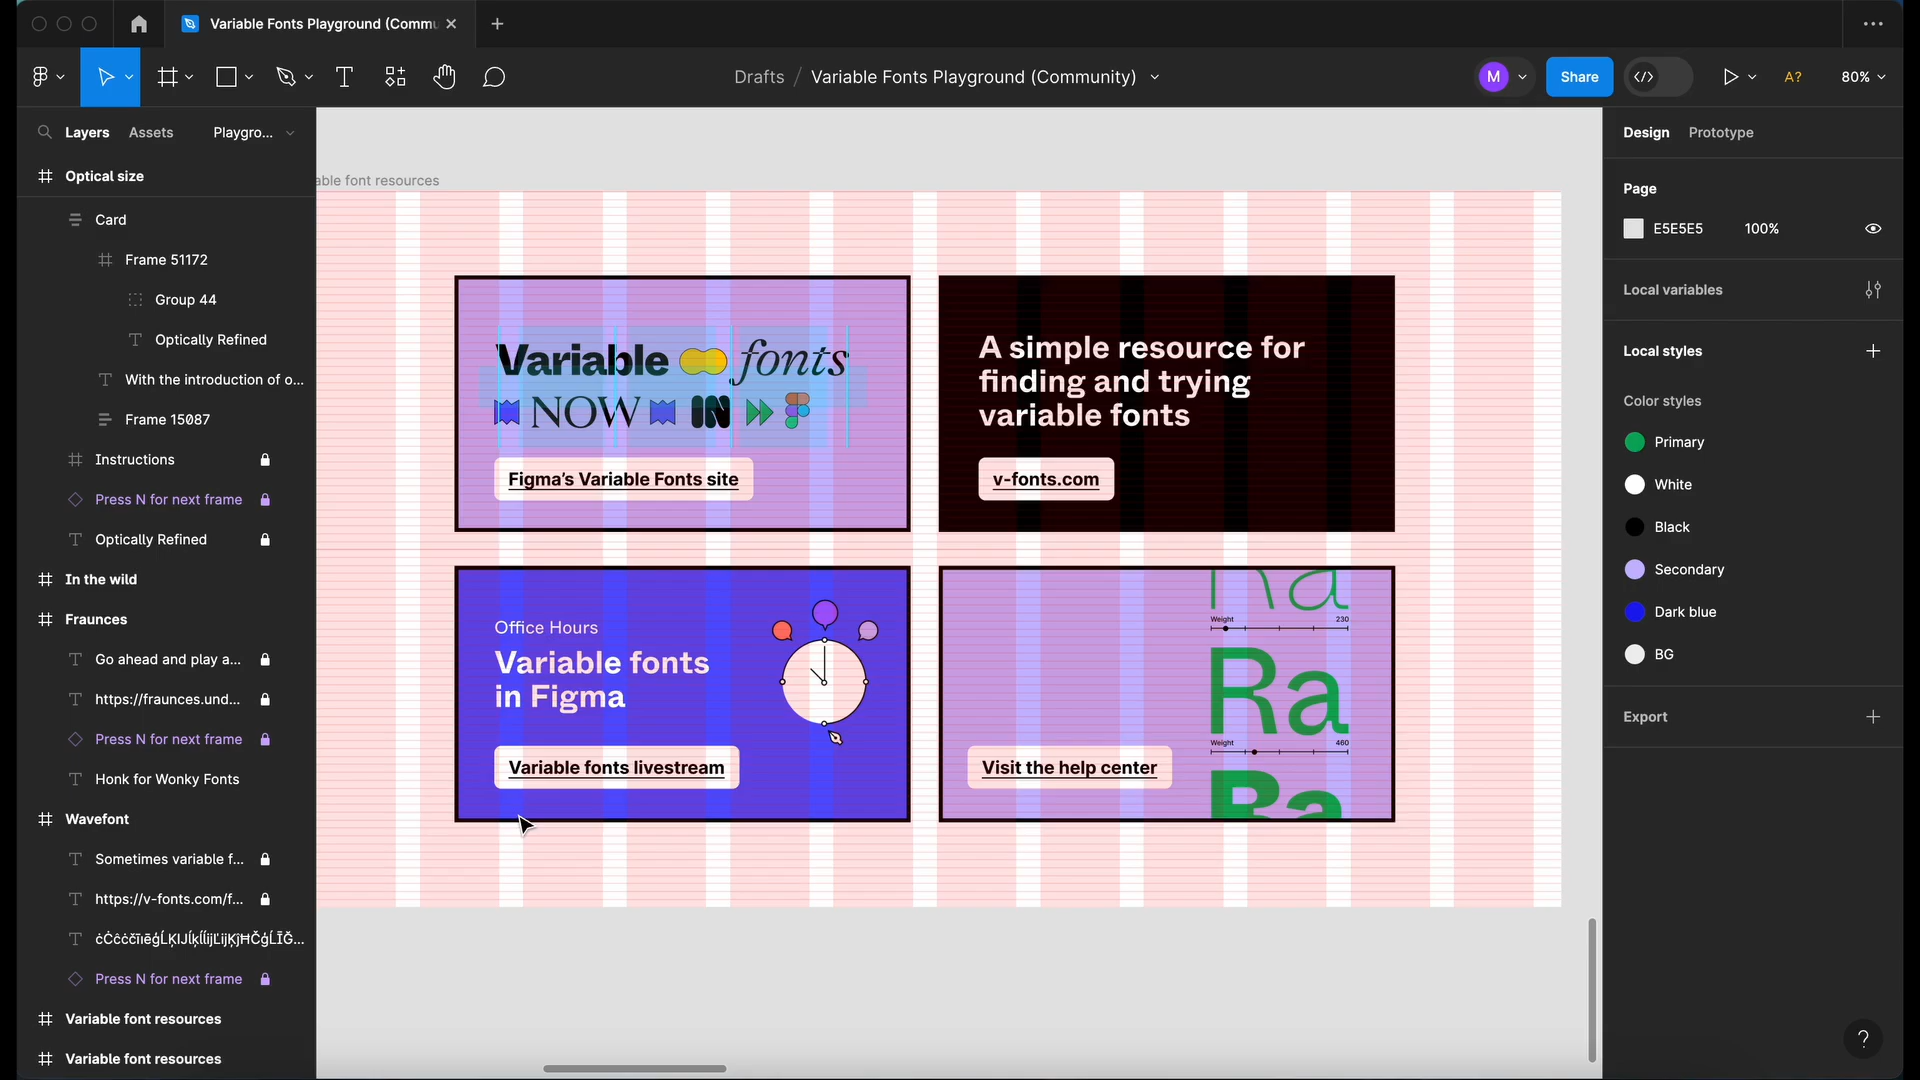 Variable Fonts Playground (Commu
Drafts / Variable Fonts Playground (Community)
M
Share
A?
80%
Layers
Assets
Playgro...
Optical size
Card
Frame 51172
Group 44
Optically Refined
With the introduction of o...
Frame 15087
Instructions
Press N for next frame
Optically Refined
In the wild
Fraunces
Go ahead and play a...
https://fraunces.und...
Press N for next frame
Honk for Wonky Fonts
Wavefont
Sometimes variable f...
https://v-fonts.com/f...
Press N for next frame
Variable font resources
Variable font resources
able font resources
Variable fonts
NOW IN
Figma’s Variable Fonts site
A simple resource for
finding and trying
variable fonts
v-fonts.com
Office Hours
Variable fonts
in Figma
Variable fonts livestream
Ra
Weight 230
Ra
Weight 460
Ra
Visit the help center
Design
Prototype
Page
E5E5E5
100%
Local variables
Local styles
Color styles
Primary
White
Black
Secondary
Dark blue
BG
Export
?